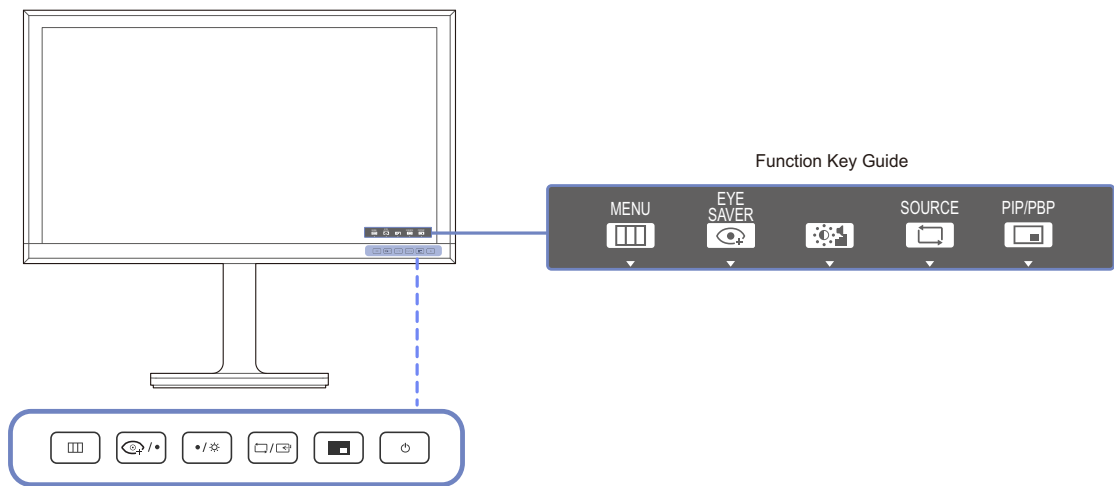 Function Key Guide
MENU
EYE
SAVER
SOURCE
PIP/PBP